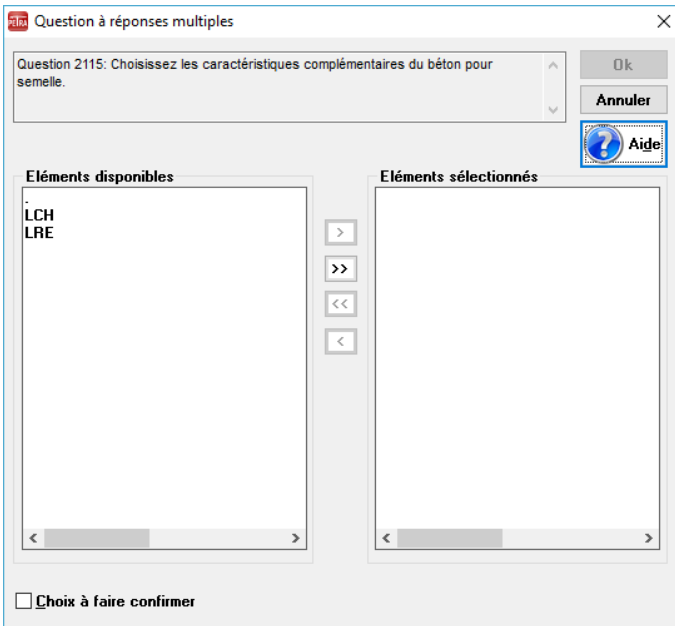 PETRA Question à réponses multiples
Question 2115: Choisissez les caractéristiques complémentaires du béton pour
semelle.
Ok
Annuler
? Aide
Eléments disponibles
Eléments sélectionnés
.
LCH
LRE
>
>>
<<
<
Choix à faire confirmer